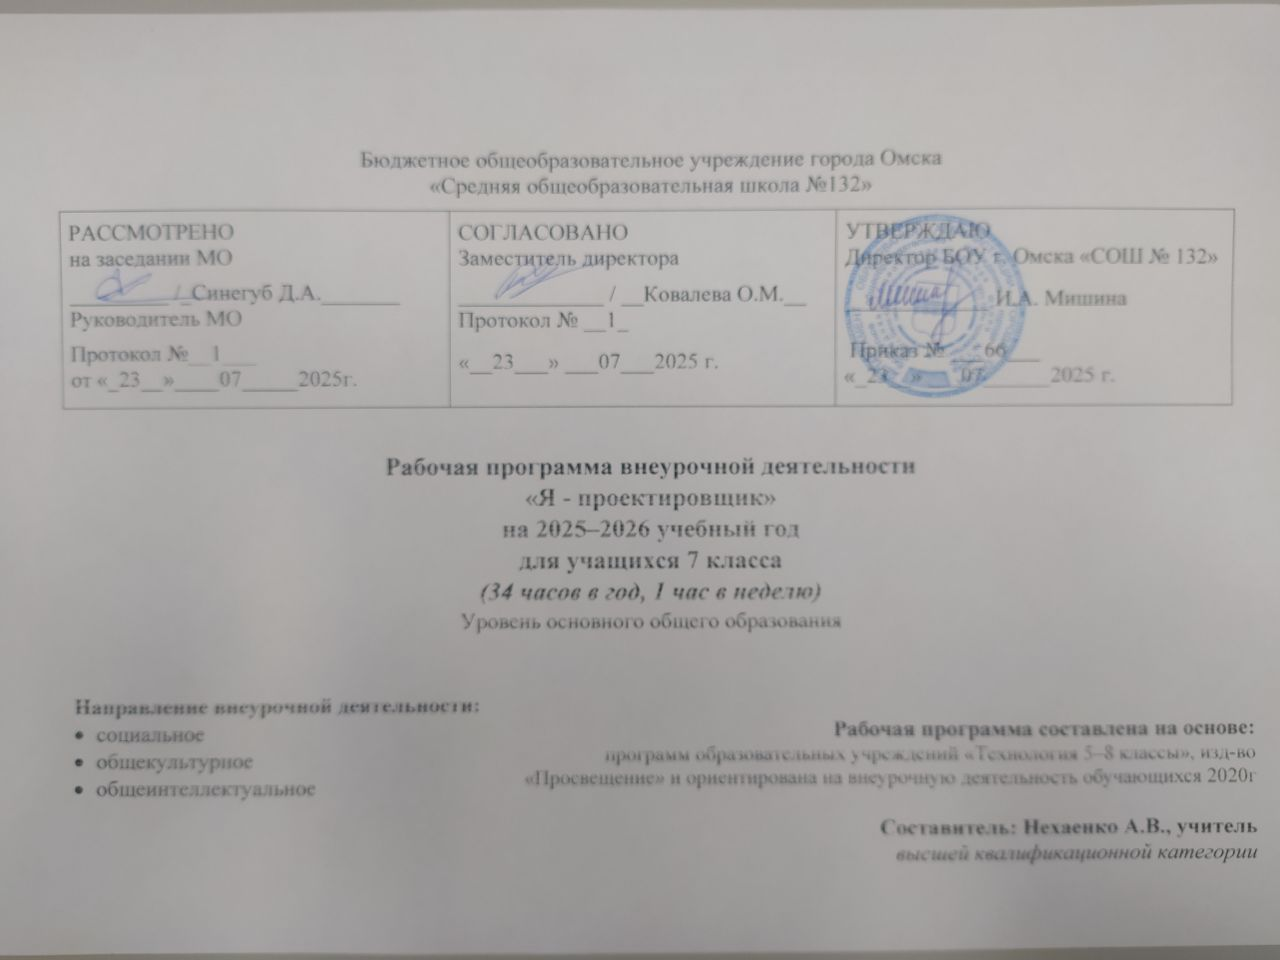 Бюджетное общеобразовательное учреждение города Омска
«Средняя общеобразовательная школа №132»
РАССМОТРЕНО
на заседании МО
_________ /_Синегуб Д.А._______
Руководитель МО
Протокол №__1___
от «_23__»____07_____2025г.
СОГЛАСОВАНО
Заместитель директора
_____________ / __Ковалева О.М.__
Протокол № __1_
«__23___» ___07___2025 г.
УТВЕРЖДАЮ
Директор БОУ г. Омска «СОШ № 132»
_____________И.А. Мишина
Приказ № ___66___
«_23__»___07______2025 г.
Рабочая программа внеурочной деятельности
«Я - проектировщик»
на 2025–2026 учебный год
для учащихся 7 класса
(34 часов в год, 1 час в неделю)
Уровень основного общего образования
Направление внеурочной деятельности:
• социальное
• общекультурное
• общеинтеллектуальное
Рабочая программа составлена на основе:
программ образовательных учреждений «Технология 5–8 классы», изд-во
«Просвещение» и ориентирована на внеурочную деятельность обучающихся 2020г
Составитель: Нехаенко А.В., учитель
высшей квалификационной категории